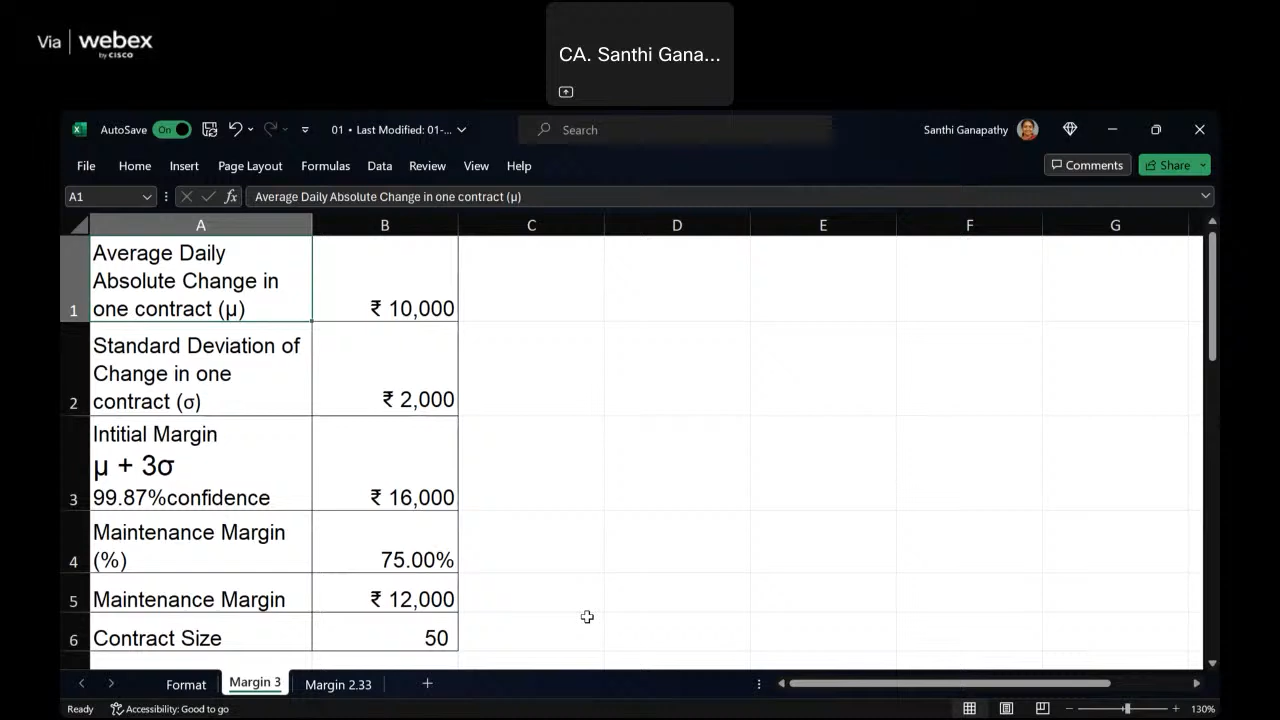 Via webex
by CISCO
CA. Santhi Gana...
AutoSave On 01 • Last Modified: 01-... Search Santhi Ganapathy
File Home Insert Page Layout Formulas Data Review View Help Comments Share
A1 fx Average Daily Absolute Change in one contract (μ)
A B C D E F G
Average Daily
Absolute Change in
1 one contract (μ) ₹ 10,000
Standard Deviation of
Change in one
2 contract (σ) ₹ 2,000
Intitial Margin
μ + 3σ
3 99.87%confidence ₹ 16,000
Maintenance Margin
4 (%) 75.00%
5 Maintenance Margin ₹ 12,000
6 Contract Size 50
Format Margin 3 Margin 2.33
Ready Accessibility: Good to go 130%